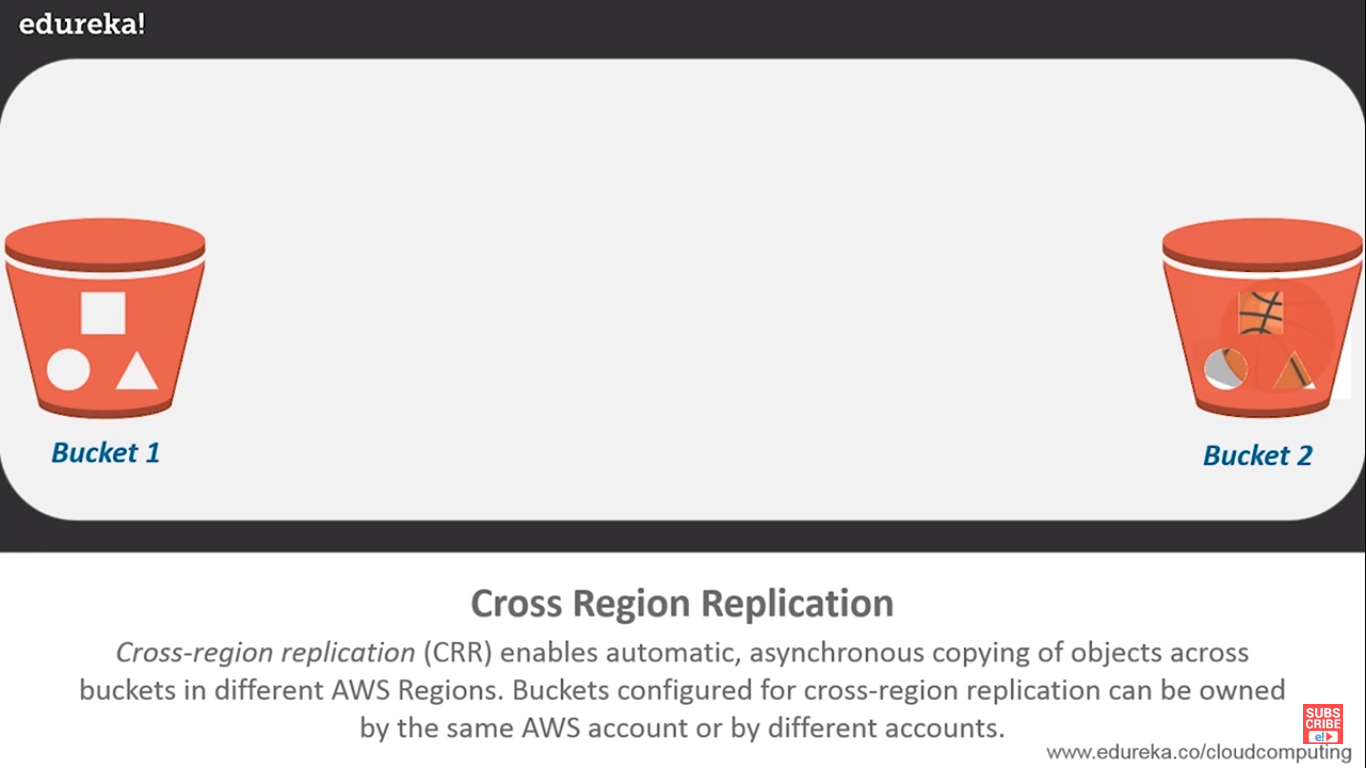 edureka!
Bucket 1
Bucket 2
Cross Region Replication
Cross-region replication (CRR) enables automatic, asynchronous copying of objects across
buckets in different AWS Regions. Buckets configured for cross-region replication can be owned
by the same AWS account or by different accounts.
SUBS
CRIBE
e!
www.edureka.co/cloudcomputing